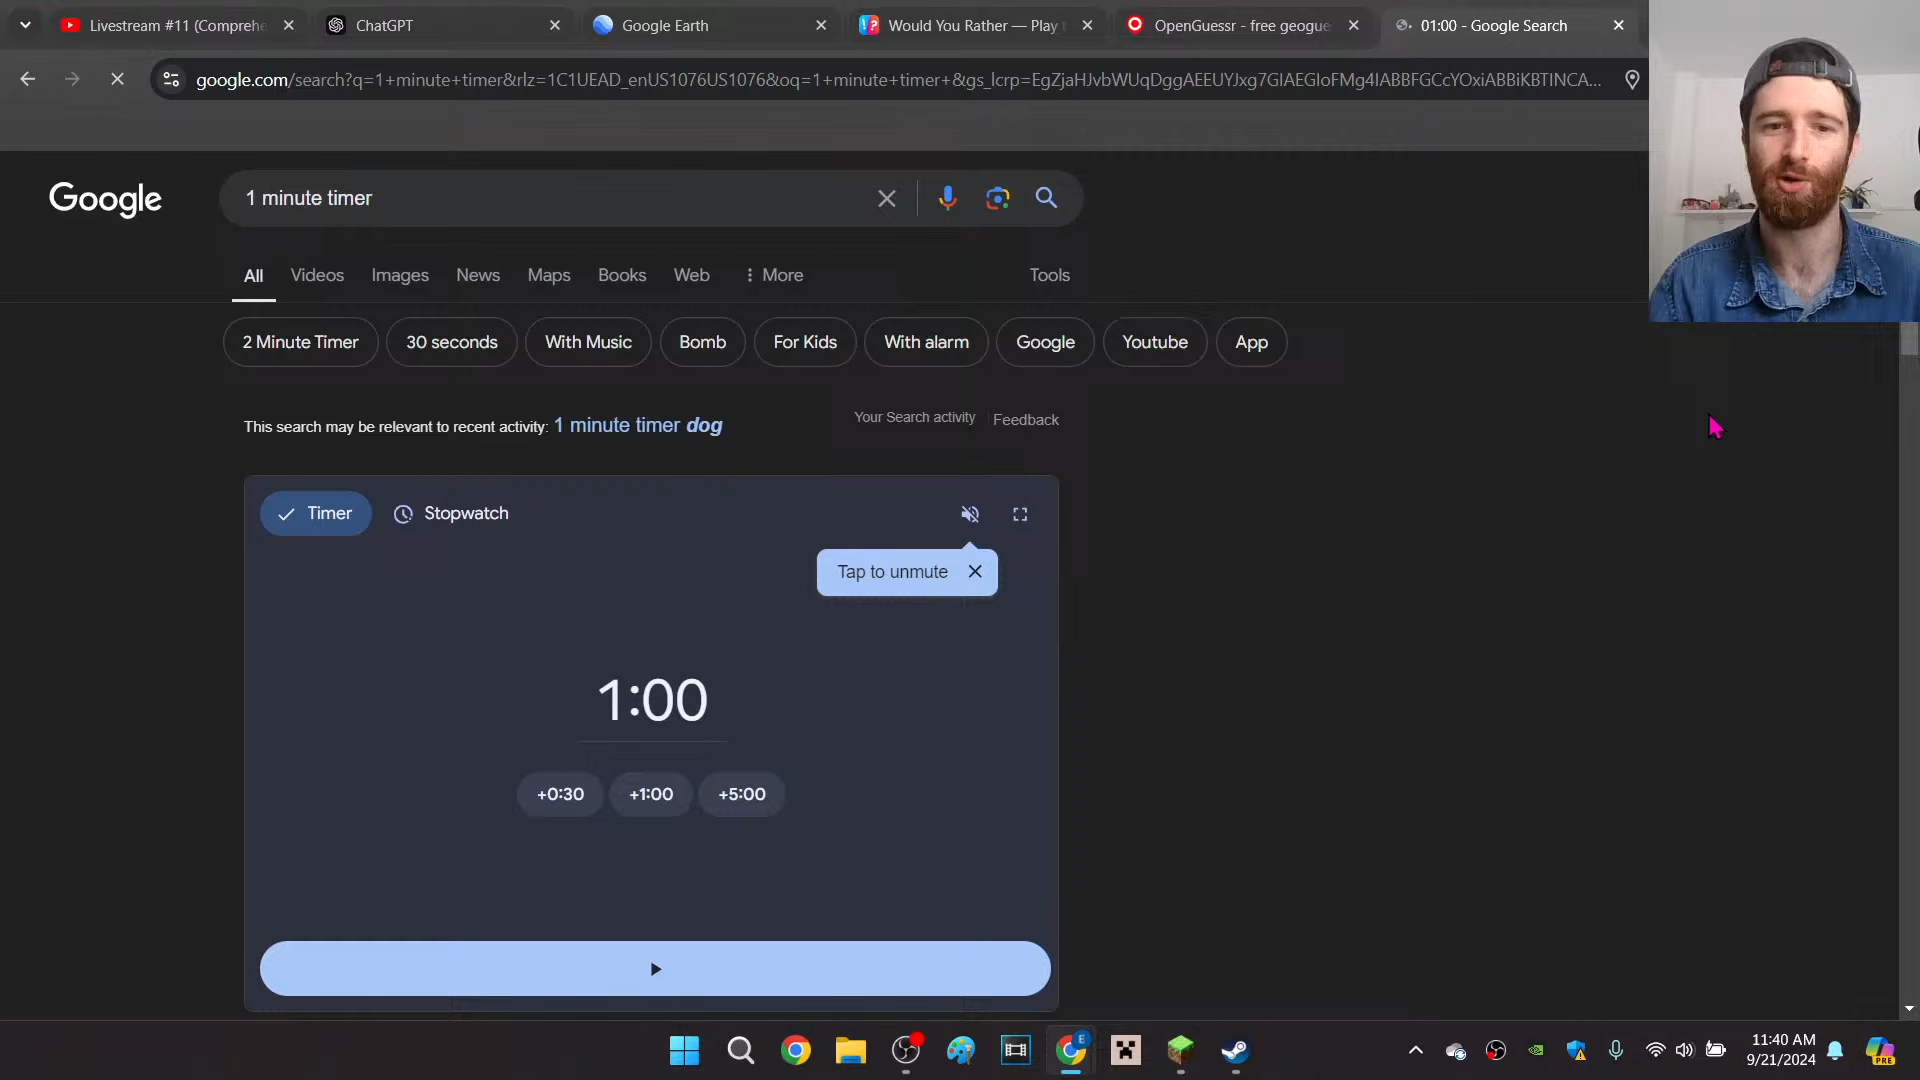 Livestream #11 (Comprehe
ChatGPT
Google Earth
Would You Rather — Play t
OpenGuessr - free geogue
01:00 - Google Search
google.com/search?q=1+minute+timer&rlz=1C1UEAD_enUS1076US1076&oq=1+minute+timer+&gs_lcrp=EgZjaHJvbWUqDggAEEUYJxg7GIAEGIoFMg4IABBFGCcYOxiABBiKBTINCA...
Google
1 minute timer
All
Videos
Images
News
Maps
Books
Web
More
Tools
2 Minute Timer
30 seconds
With Music
Bomb
For Kids
With alarm
Google
Youtube
App
This search may be relevant to recent activity: 1 minute timer dog
Your Search activity
Feedback
Timer
Stopwatch
Tap to unmute
1:00
+0:30
+1:00
+5:00
E
PRE
11:40 AM
9/21/2024